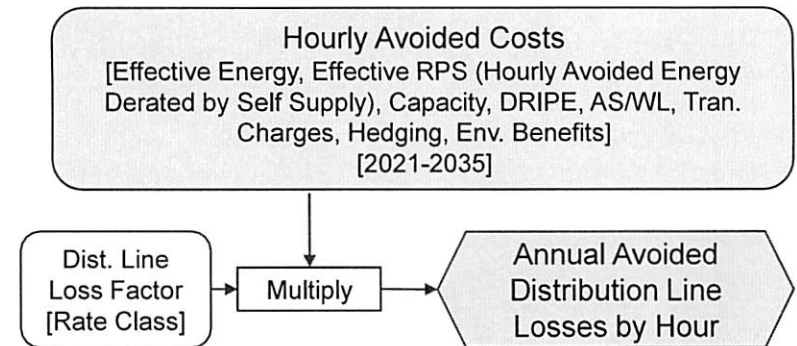 Hourly Avoided Costs
[Effective Energy, Effective RPS (Hourly Avoided Energy
Derated by Self Supply), Capacity, DRIPE, AS/WL, Tran.
Charges, Hedging, Env. Benefits]
[2021-2035]
Dist. Line
Loss Factor
[Rate Class]
Multiply
Annual Avoided
Distribution Line
Losses by Hour